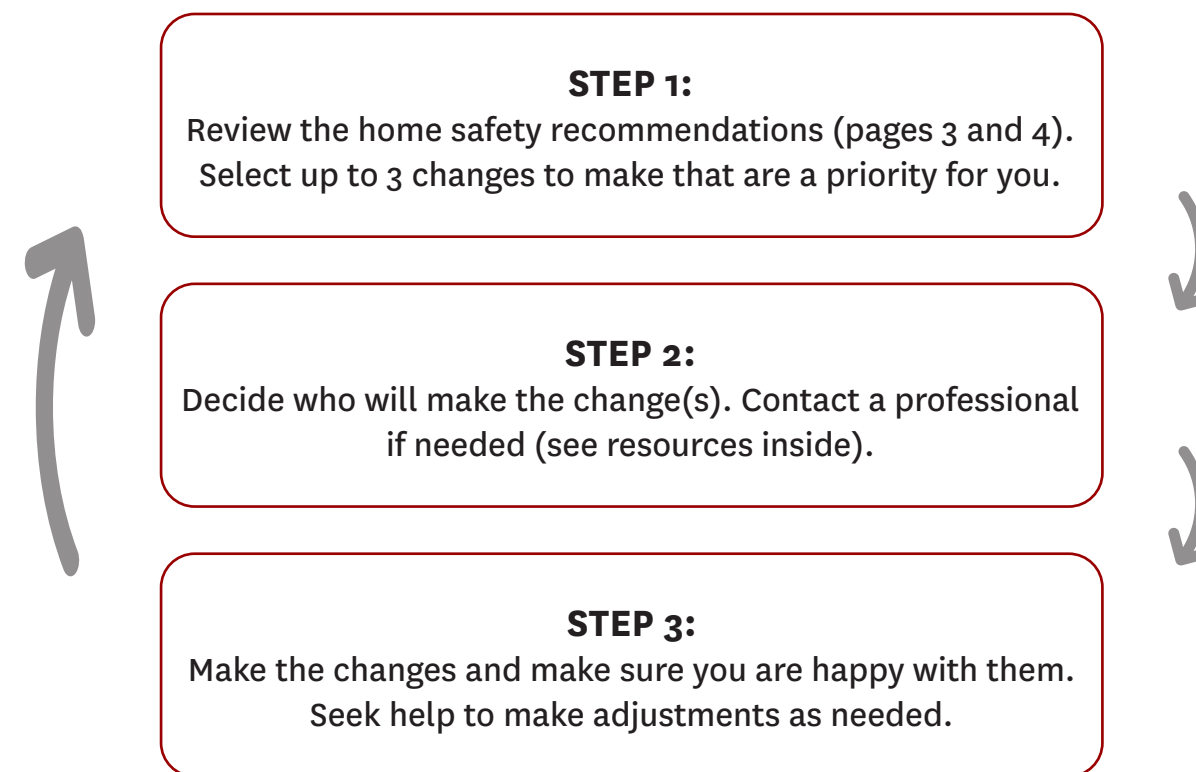 STEP 1:
Review the home safety recommendations (pages 3 and 4).
Select up to 3 changes to make that are a priority for you.
STEP 2:
Decide who will make the change(s). Contact a professional
if needed (see resources inside).
STEP 3:
Make the changes and make sure you are happy with them.
Seek help to make adjustments as needed.